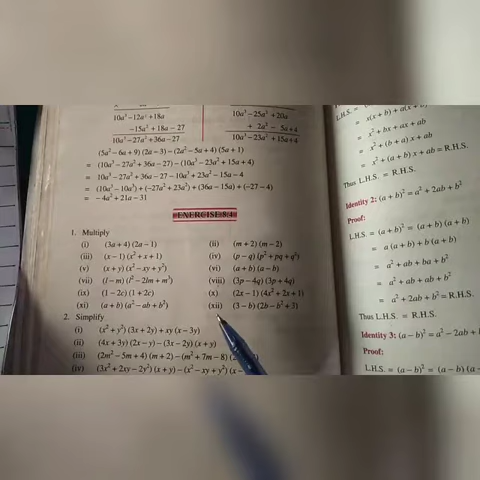 10a³ −12a² +18a
−15a² +18a − 27
10a³ −27a² +36a −27
10a³ −25a² + 20a
+ 2a² − 5a+4
10a³ −23a² + 15a+4
(5a² −6a + 9) (2a − 3) − (2a² − 5a + 4) (5a + 1)
= (10a³ −27a² + 36a − 27) − (10a³ − 23a² + 15a + 4)
= 10a³ −27a² + 36a − 27 −10a³ + 23a² − 15a − 4
= (10a³ −10a³) + (−27a² + 23a²) + (36a − 15a) + (−27 − 4)
= − 4a² + 21a − 31
EXERCISE 8.4
1. Multiply
(i) (3a + 4) (2a − 1)
(ii) (m + 2) (m − 2)
(iii) (x − 1) (x² + x + 1)
(iv) (p − q) (p² + pq + q²)
(v) (x + y) (x² − xy + y²)
(vi) (a + b) (a − b)
(vii) (l − m) (l² − 2lm + m²)
(viii) (3p − 4q) (3p + 4q)
(ix) (1 − 2c) (1 + 2c)
(x) (2x − 1) (4x² + 2x + 1)
(xi) (a + b) (a² − ab + b²)
(xii) (3 − b) (2b − b² + 3)
2. Simplify
(i) (x² + y²) (3x + 2y) + xy (x − 3y)
(ii) (4x + 3y) (2x − y) − (3x − 2y) (x + y)
(iii) (2m² − 5m + 4) (m + 2) − (m² + 7m − 8)
(iv) (3x² + 2xy − 2y²) (x + y) − (x² − xy + y²) (x −
L.H.S. =
= x(x + b) + a(x +
= x² + bx + ax + ab
= x² + (b + a) x + ab
= x² + (a + b) x + ab = R.H.S.
Thus L.H.S. = R.H.S.
Identity 2: (a + b)² = a² + 2ab + b²
Proof:
L.H.S. = (a + b)² = (a + b) (a + b)
= a (a + b) + b (a + b)
= a² + ab + ba + b²
= a² + ab + ab + b²
= a² + 2ab + b² = R.H.S.
Thus L.H.S. = R.H.S.
Identity 3: (a − b)² = a² − 2ab +
Proof:
L.H.S. = (a − b)² = (a − b) (a